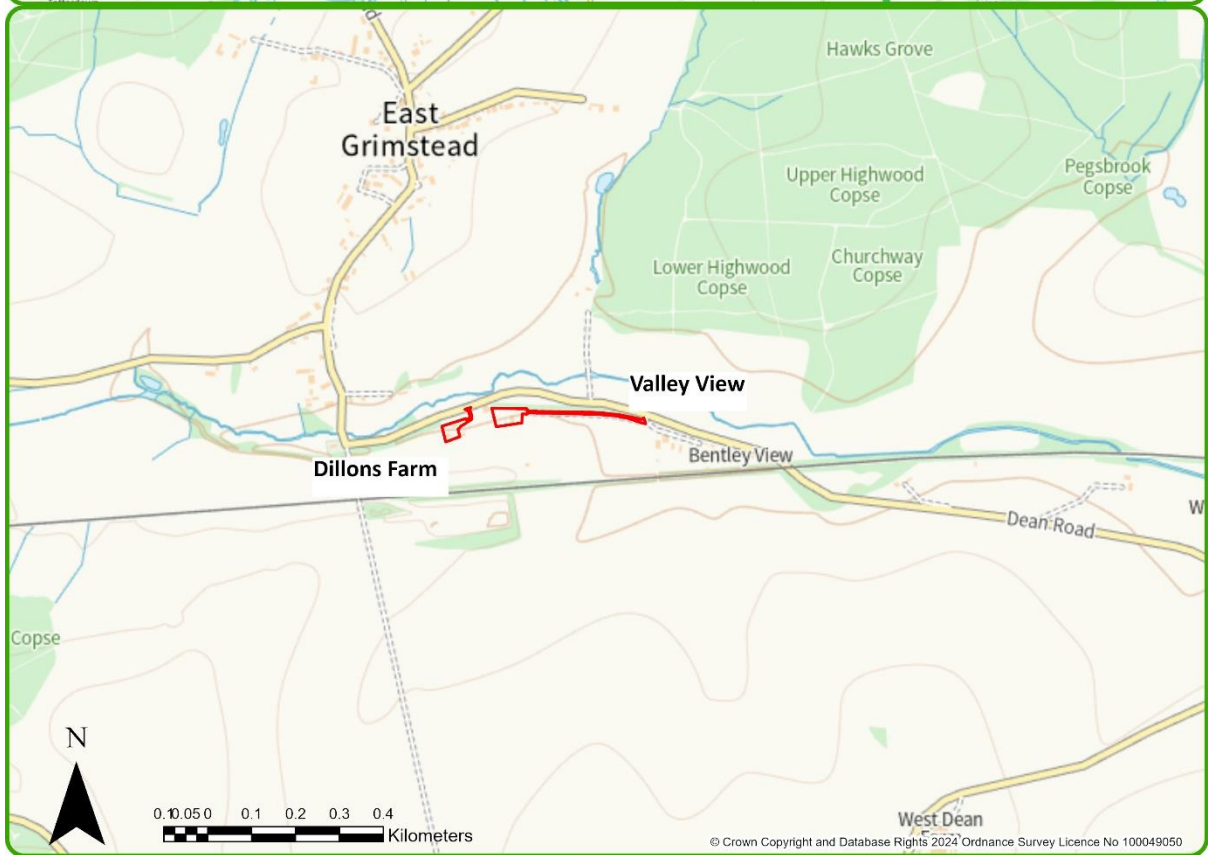 Hawks Grove
East
Grimstead
Upper Highwood
Copse
Pegsbrook
Copse
Lower Highwood
Copse
Churchway
Copse
Valley View
Bentley View
Dillons Farm
Dean Road
W
Copse
N
0.1 0.05 0 0.1 0.2 0.3 0.4
Kilometers
West Dean
© Crown Copyright and Database Rights 2024 Ordnance Survey Licence No 100049050